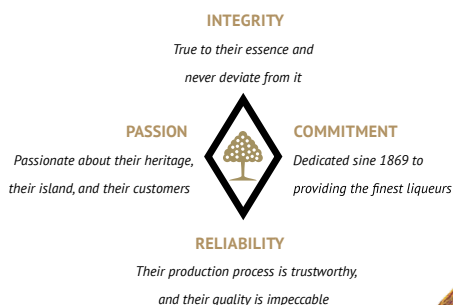 INTEGRITY
True to their essence and
never deviate from it
PASSION
Passionate about their heritage,
their island, and their customers
COMMITMENT
Dedicated sine 1869 to
providing the finest liqueurs
RELIABILITY
Their production process is trustworthy,
and their quality is impeccable